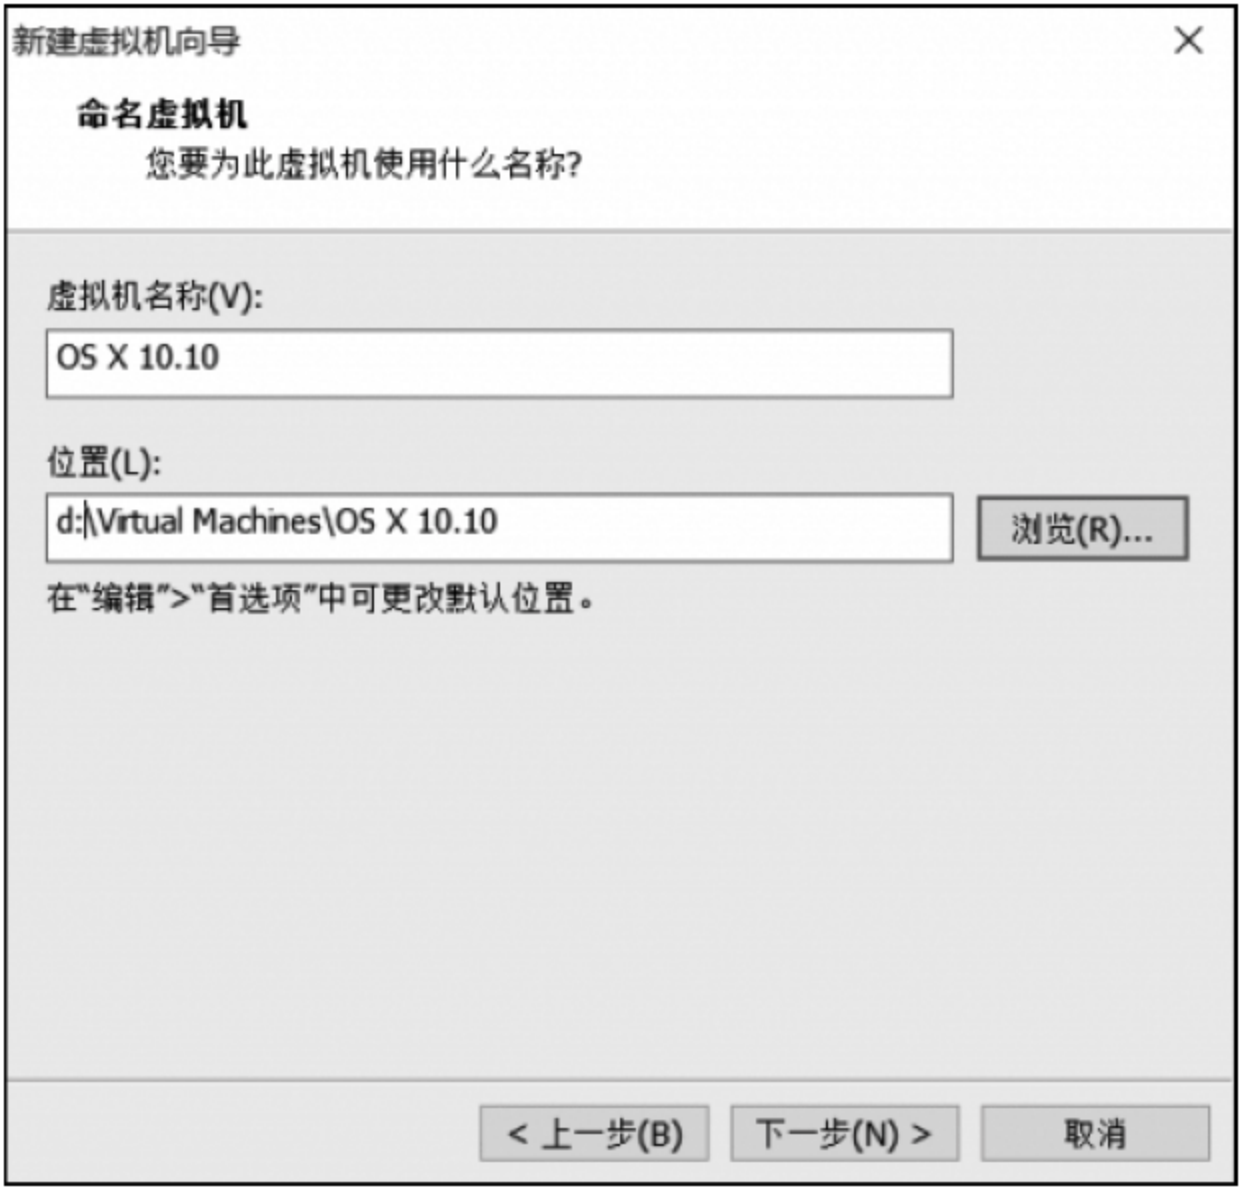 新建虚拟机向导
命名虚拟机
您要为此虚拟机使用什么名称?
虚拟机名称(V):
OS X 10.10
位置(L):
d:\Virtual Machines\OS X 10.10
浏览(R)...
在“编辑”>“首选项”中可更改默认位置。
< 上一步(B) 下一步(N) > 取消